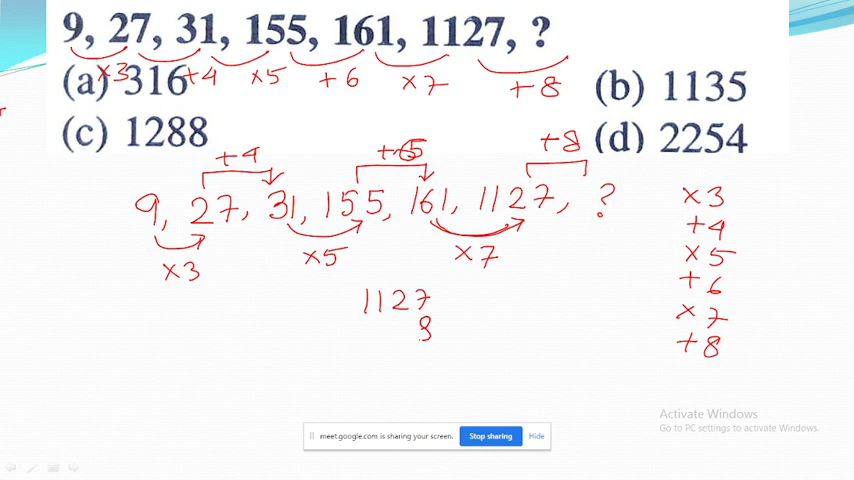 9, 27, 31, 155, 161, 1127, ?
×3 +4 ×5 +6 ×7 +8
(a) 316 (b) 1135
(c) 1288 (d) 2254
+4 +8
9, 27, 31, 155, 161, 1127, ?
×3 ×5 ×7
1127
8
×3
+4
×5
+6
×7
+8
Activate Windows
Go to PC settings to activate Windows.
meet.google.com is sharing your screen. Stop sharing Hide